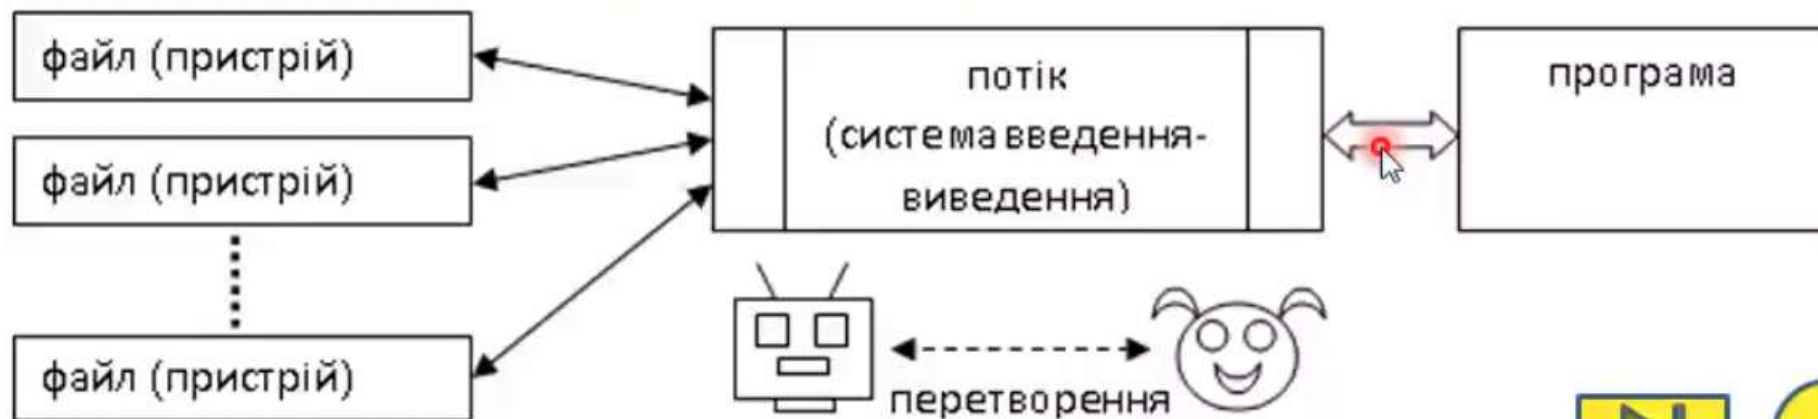 файл (пристрій)
файл (пристрій)
файл (пристрій)
потік
(система введення-
виведення)
програма
перетворення